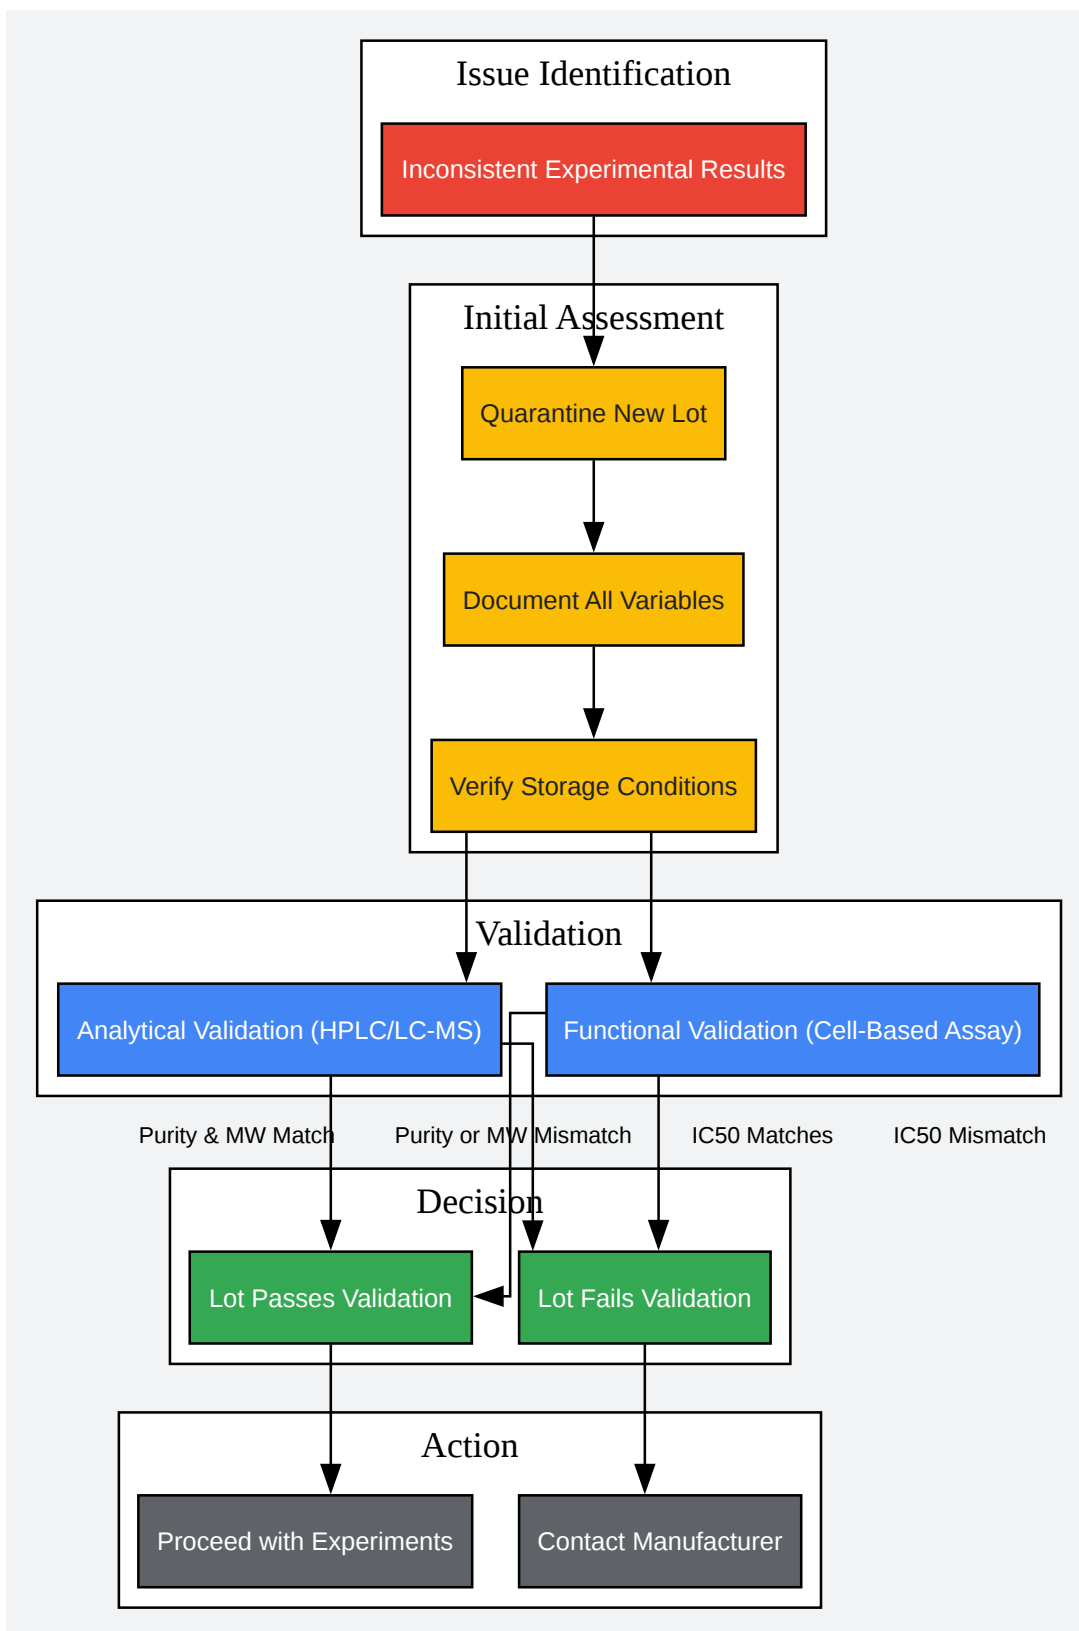 Issue Identification
Inconsistent Experimental Results
Initial Assessment
Quarantine New Lot
Document All Variables
Verify Storage Conditions
Validation
Analytical Validation (HPLC/LC-MS)
Functional Validation (Cell-Based Assay)
Purity & MW Match
Purity or MW Mismatch
IC50 Matches
IC50 Mismatch
Decision
Lot Passes Validation
Lot Fails Validation
Action
Proceed with Experiments
Contact Manufacturer